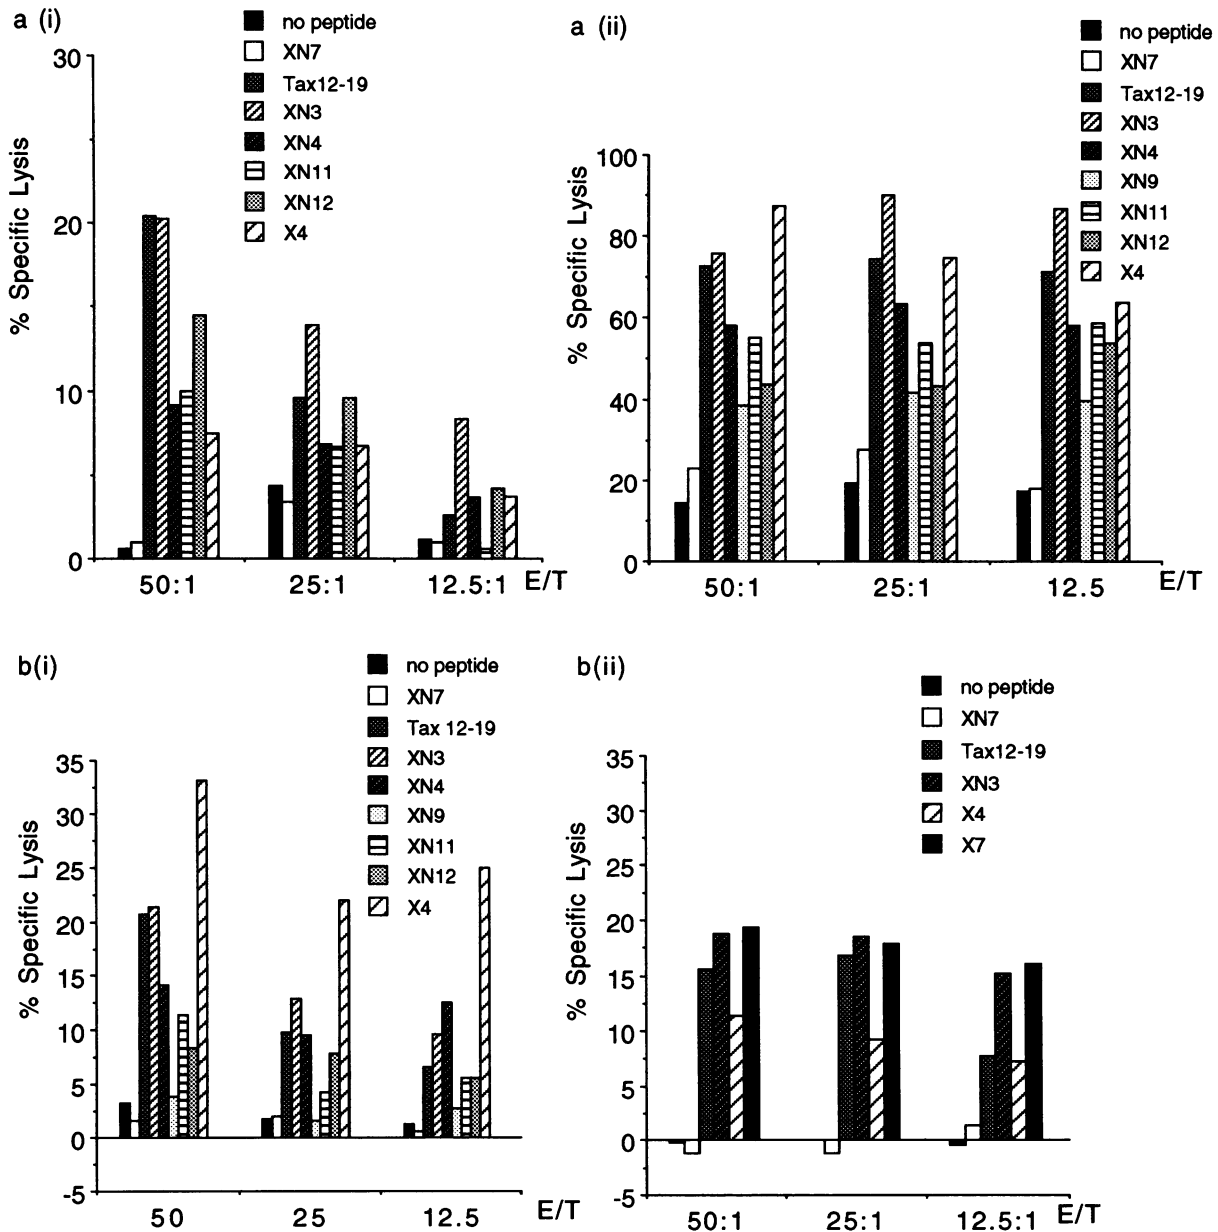 a (i)
no peptide
XN7
Tax12-19
XN3
XN4
XN11
XN12
X4
30
20
10
0
% Specific Lysis
50:1
25:1
12.5:1
E/T
a (ii)
no peptide
XN7
Tax12-19
XN3
XN4
XN9
XN11
XN12
X4
100
80
60
40
20
0
% Specific Lysis
50:1
25:1
12.5
E/T
b(i)
no peptide
XN7
Tax 12-19
XN3
XN4
XN9
XN11
XN12
X4
35
30
25
20
15
10
5
0
-5
% Specific Lysis
50
25
12.5
E/T
b(ii)
no peptide
XN7
Tax12-19
XN3
X4
X7
35
30
25
20
15
10
5
0
-5
% Specific Lysis
50:1
25:1
12.5:1
E/T